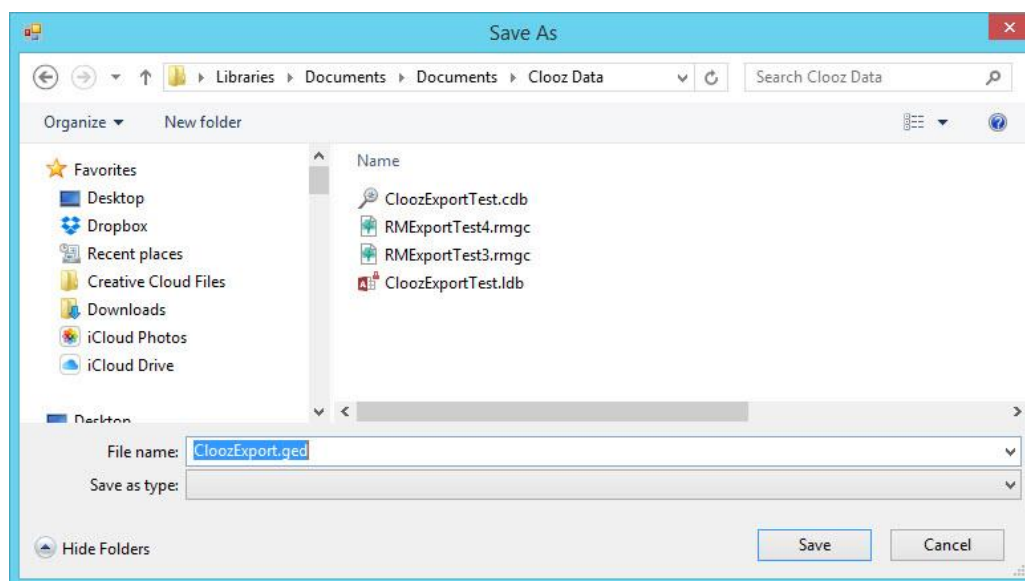 Save As
Libraries Documents Documents Clooz Data
Search Clooz Data
Organize New folder
Favorites
Desktop
Dropbox
Recent places
Creative Cloud Files
Downloads
iCloud Photos
iCloud Drive
Desktop
Name
CloozExportTest.cdb
RMExportTest4.rmgc
RMExportTest3.rmgc
CloozExportTest.ldb
File name: CloozExport.ged
Save as type:
Hide Folders
Save
Cancel